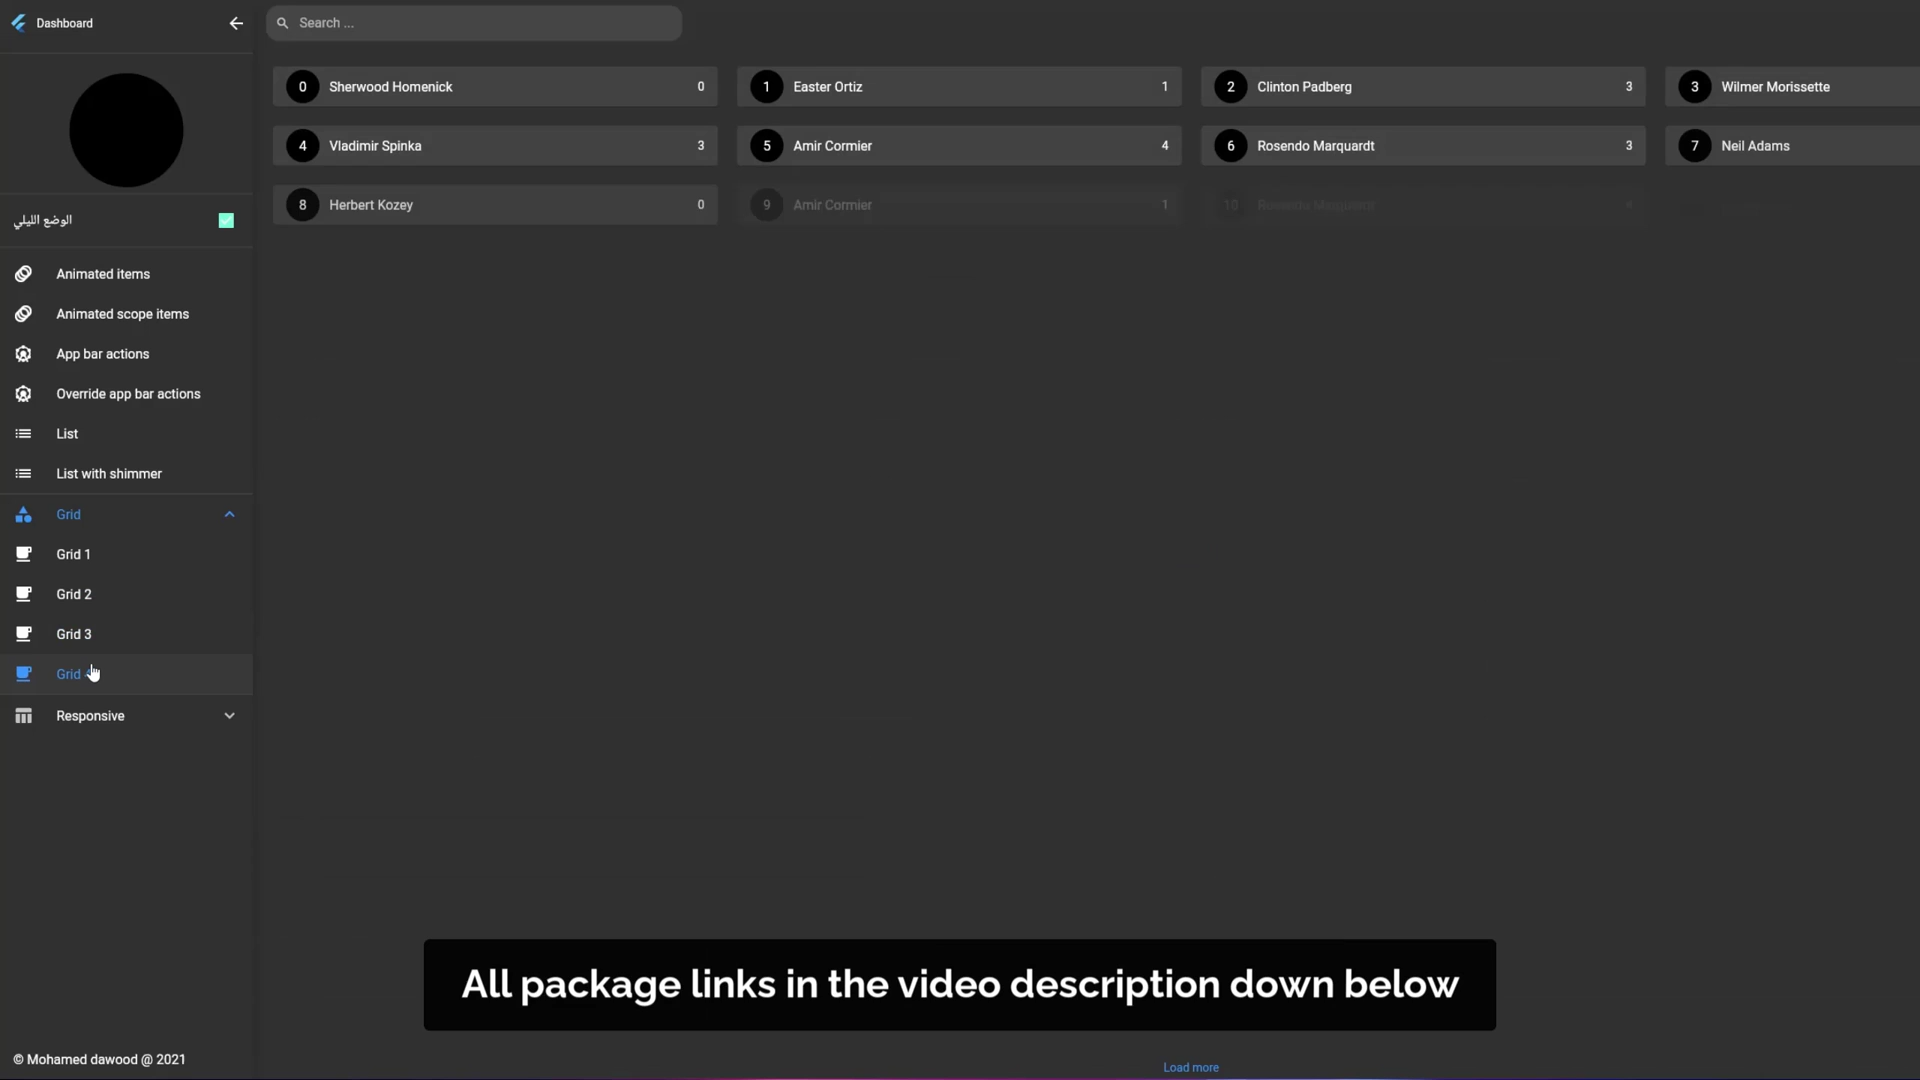 Dashboard
Search ...
0 Sherwood Homenick 0
1 Easter Ortiz 1
2 Clinton Padberg 3
3 Wilmer Morissette
4 Vladimir Spinka 3
5 Amir Cormier 4
6 Rosendo Marquardt 3
7 Neil Adams
8 Herbert Kozey 0
9 Amir Cormier 1
10 Rosendo Marquardt
الوضع الليلي
Animated items
Animated scope items
App bar actions
Override app bar actions
List
List with shimmer
Grid
Grid 1
Grid 2
Grid 3
Grid
Responsive
All package links in the video description down below
© Mohamed dawood @ 2021
Load more